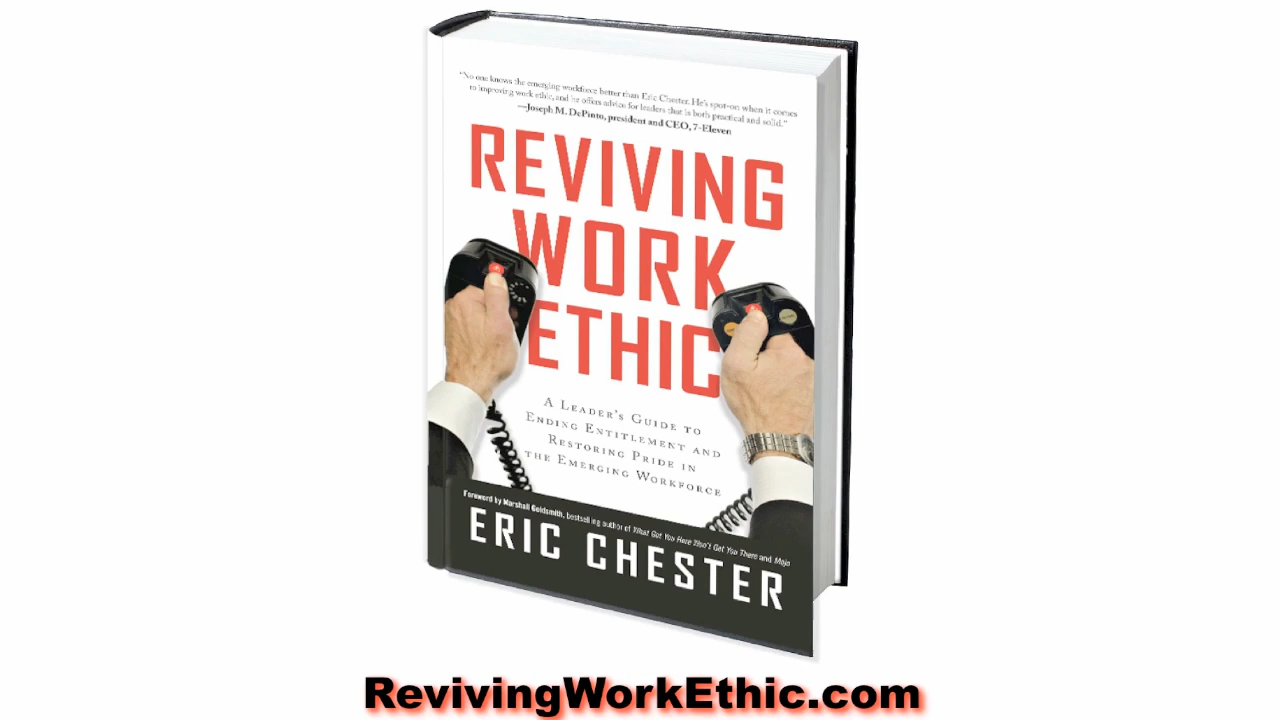 "No one knows the emerging workforce better than Eric Chester. He's spot-on when it comes
to improving work ethic, and he offers advice for leaders that is both practical and solid."
—Joseph M. DePinto, president and CEO, 7-Eleven
REVIVING
WORK
ETHIC
A Leader's Guide to
Ending Entitlement and
Restoring Pride in
the Emerging Workforce
Foreword by Marshall Goldsmith, bestselling author of What Got You Here Won't Get You There and Mojo
ERIC CHESTER
RevivingWorkEthic.com